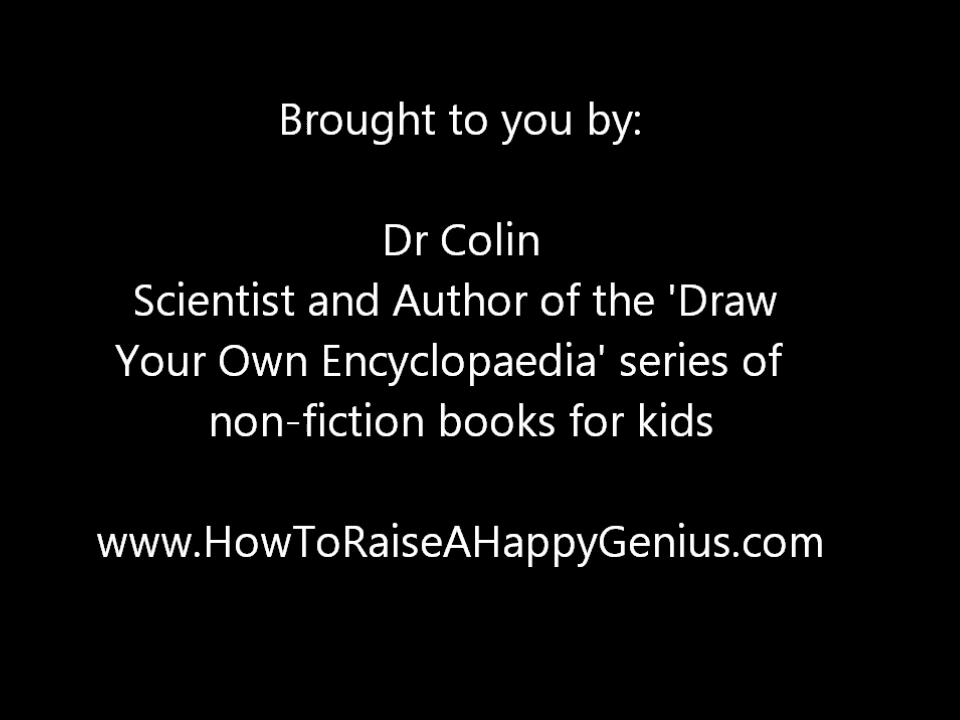 Brought to you by:
Dr Colin
Scientist and Author of the 'Draw
Your Own Encyclopaedia' series of
non-fiction books for kids
www.HowToRaiseAHappyGenius.com